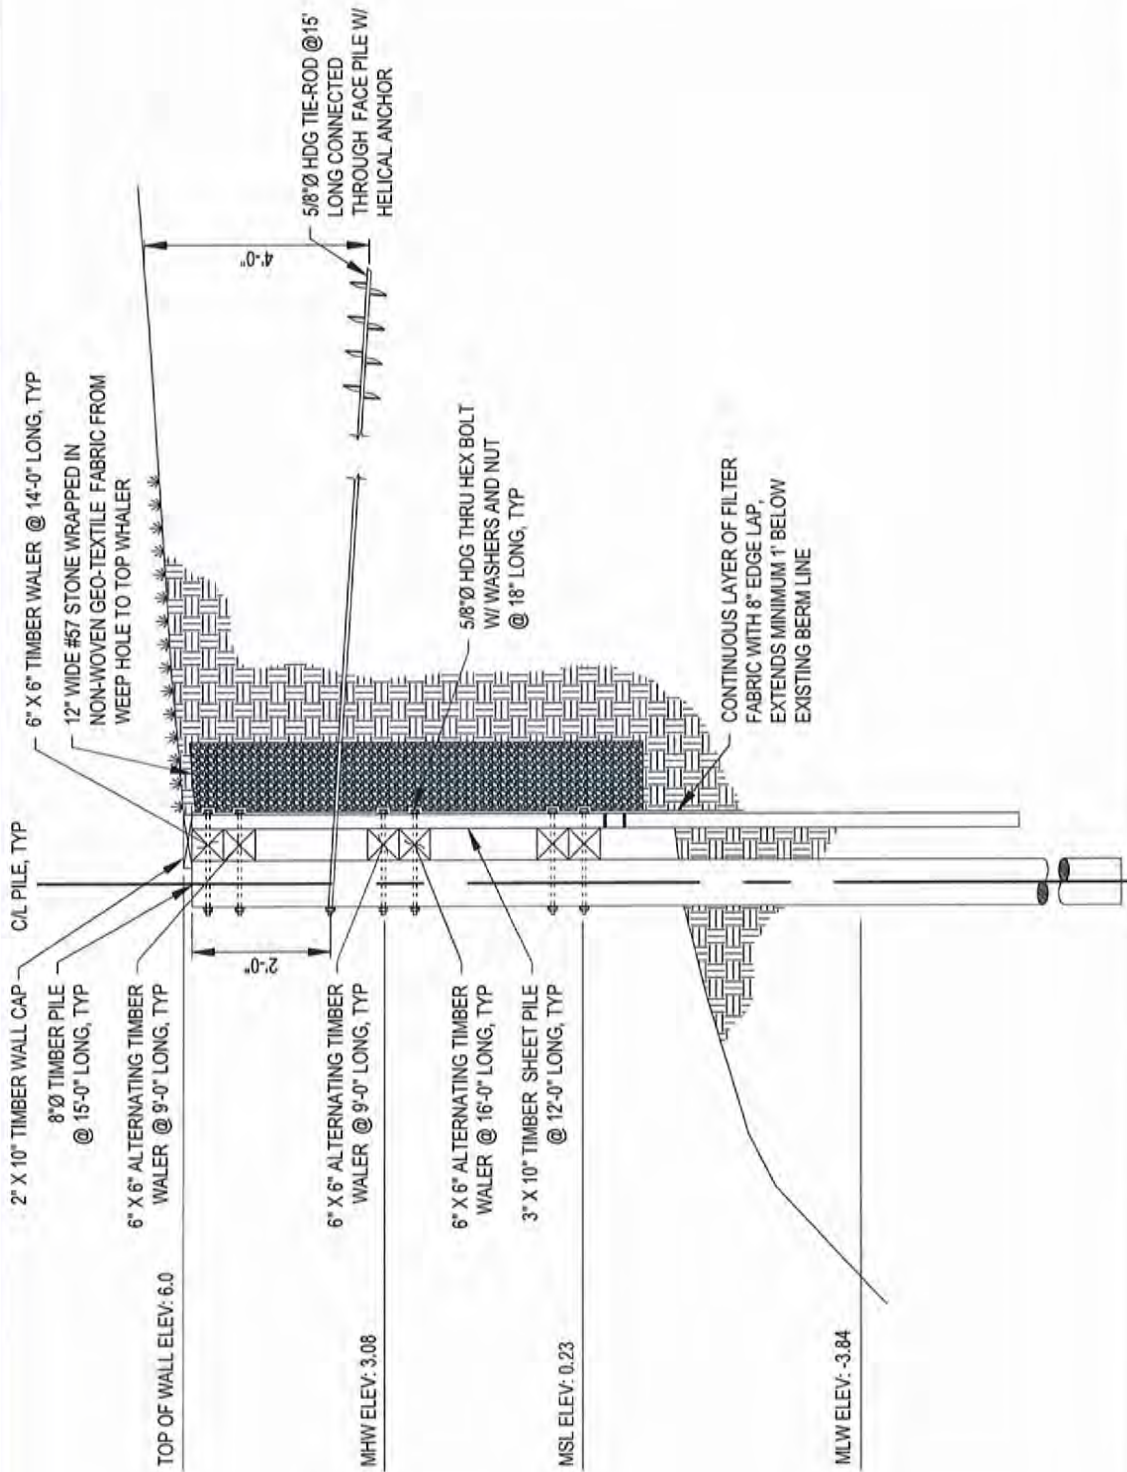 2" X 10" TIMBER WALL CAP
C/L PILE, TYP
8"Ø TIMBER PILE
@ 15'-0" LONG, TYP
6" X 6" ALTERNATING TIMBER
WALER @ 9'-0" LONG, TYP
6" X 6" TIMBER WALER @ 14'-0" LONG, TYP
12" WIDE #57 STONE WRAPPED IN
NON-WOVEN GEO-TEXTILE FABRIC FROM
WEEP HOLE TO TOP WHALER
4'-0"
5/8"Ø HDG TIE-ROD @15'
LONG CONNECTED
THROUGH FACE PILE W/
HELICAL ANCHOR
TOP OF WALL ELEV: 6.0
2'-0"
6" X 6" ALTERNATING TIMBER
WALER @ 9'-0" LONG, TYP
MHW ELEV: 3.08
6" X 6" ALTERNATING TIMBER
WALER @ 16'-0" LONG, TYP
5/8"Ø HDG THRU HEX BOLT
W/ WASHERS AND NUT
@ 18" LONG, TYP
3" X 10" TIMBER SHEET PILE
@ 12'-0" LONG, TYP
MSL ELEV: 0.23
CONTINUOUS LAYER OF FILTER
FABRIC WITH 8" EDGE LAP,
EXTENDS MINIMUM 1' BELOW
EXISTING BERM LINE
MLW ELEV: -3.84